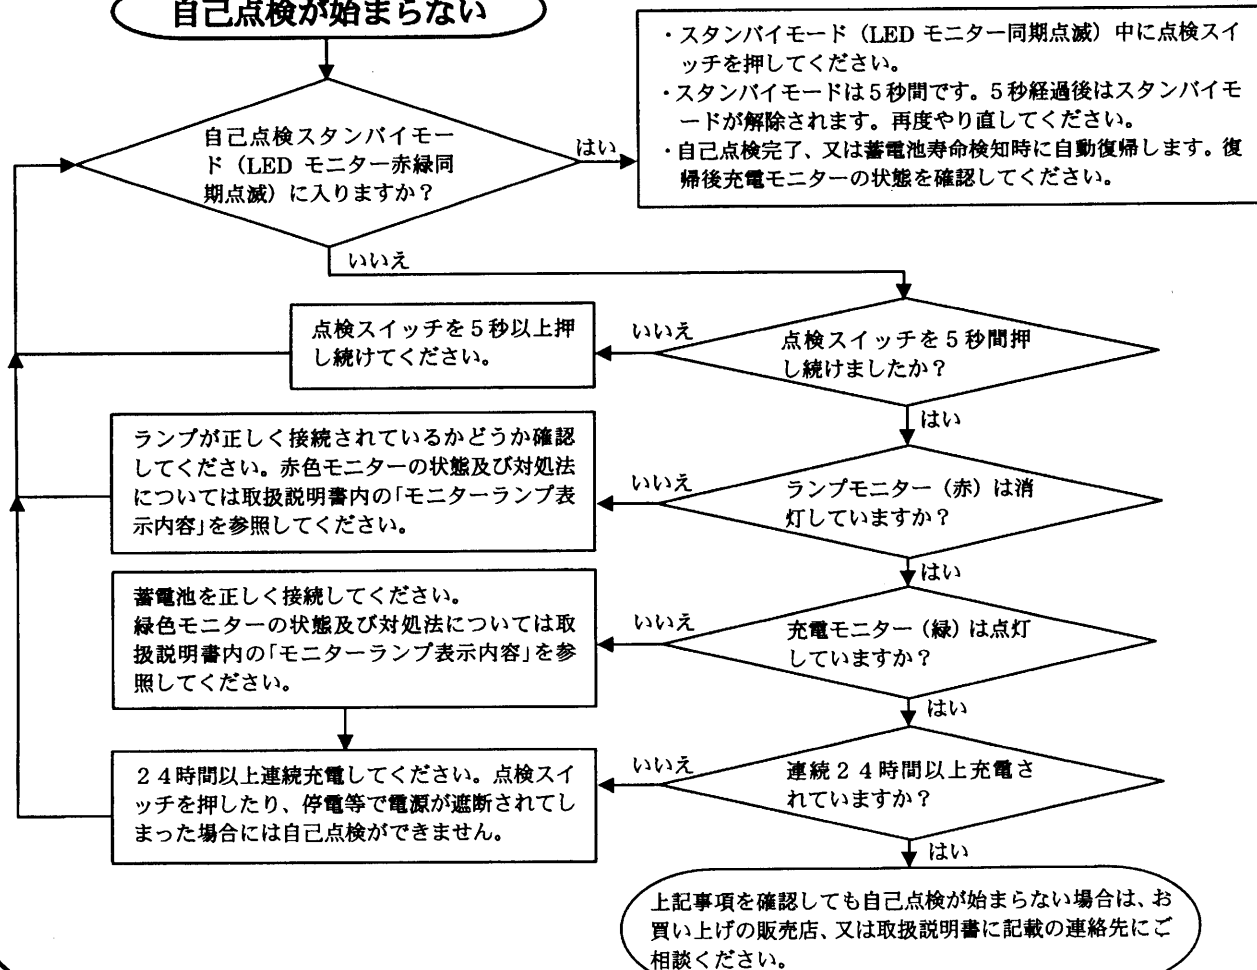 自己点検が始まらない
・スタンバイモード（LED モニター同期点滅）中に点検スイ
ッチを押してください。
・スタンバイモードは５秒間です。５秒経過後はスタンバイモ
ードが解除されます。再度やり直してください。
・自己点検完了、又は蓄電池寿命検知時に自動復帰します。復
帰後充電モニターの状態を確認してください。
自己点検スタンバイモー
ド（LED モニター赤緑同
期点滅）に入りますか？
はい
いいえ
点検スイッチを５秒間押
し続けましたか？
いいえ
点検スイッチを５秒以上押
し続けてください。
はい
ランプモニター（赤）は消
灯していますか？
いいえ
ランプが正しく接続されているかどうか確認
してください。赤色モニターの状態及び対処法
については取扱説明書内の「モニターランプ表
示内容」を参照してください。
はい
充電モニター（緑）は点灯
していますか？
いいえ
蓄電池を正しく接続してください。
緑色モニターの状態及び対処法については取
扱説明書内の「モニターランプ表示内容」を参
照してください。
はい
連続２４時間以上充電さ
れていますか？
いいえ
２４時間以上連続充電してください。点検スイ
ッチを押したり、停電等で電源が遮断されてし
まった場合には自己点検ができません。
はい
上記事項を確認しても自己点検が始まらない場合は、お
買い上げの販売店、又は取扱説明書に記載の連絡先にご
相談ください。